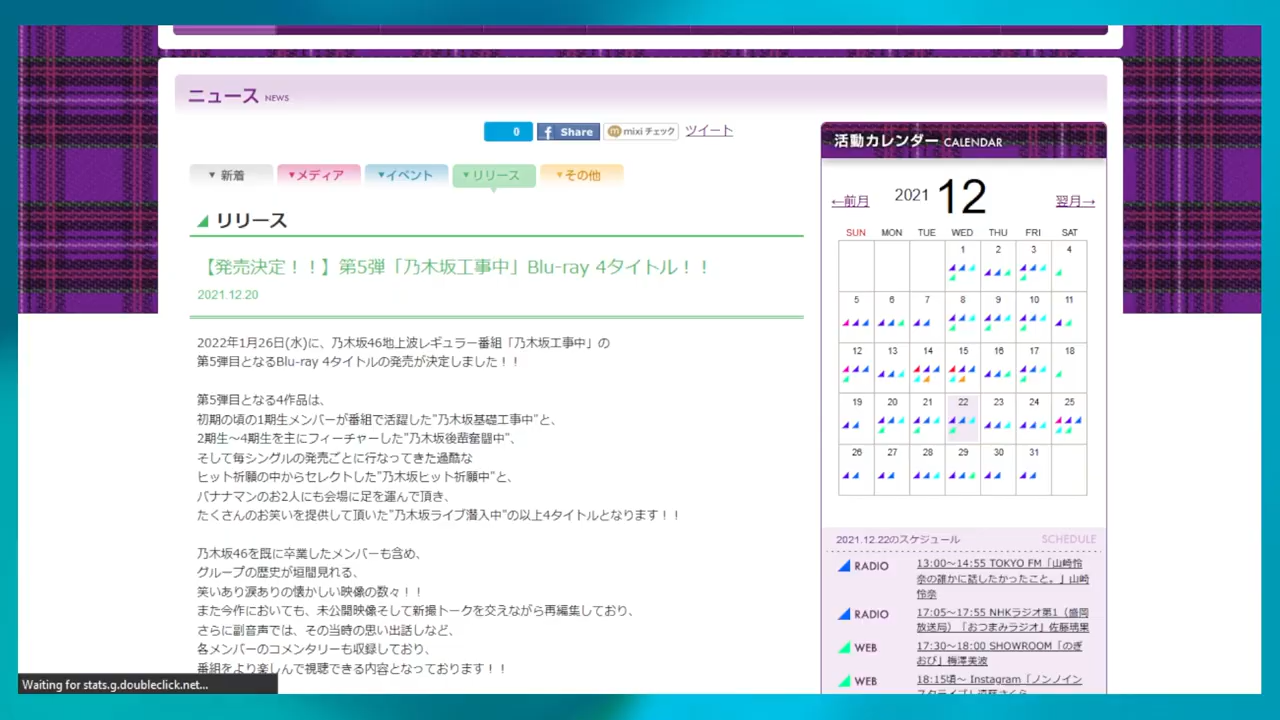 ニュース NEWS
0
Share
mixi チェック
ツイート
▼新着
▼メディア
▼イベント
▼リリース
▼その他
リリース
【発売決定！！】第5弾「乃木坂工事中」Blu-ray 4タイトル！！
2021.12.20
2022年1月26日(水)に、乃木坂46地上波レギュラー番組「乃木坂工事中」の
第5弾目となるBlu-ray 4タイトルの発売が決定しました！！
第5弾目となる4作品は、
初期の頃の1期生メンバーが番組で活躍した"乃木坂基礎工事中"と、
2期生～4期生を主にフィーチャーした"乃木坂後輩奮闘中"、
そして毎シングルの発売ごとに行なってきた過酷な
ヒット祈願の中からセレクトした"乃木坂ヒット祈願中"と、
バナナマンのお2人にも会場に足を運んで頂き、
たくさんのお笑いを提供して頂いた"乃木坂ライブ潜入中"の以上4タイトルとなります！！
乃木坂46を既に卒業したメンバーも含め、
グループの歴史が垣間見れる、
笑いあり涙ありの懐かしい映像の数々！！
また今作においても、未公開映像そして新撮トークを交えながら再編集しており、
さらに副音声では、その当時の思い出話しなど、
各メンバーのコメンタリーも収録しており、
番組をより楽しんで視聴できる内容となっております！！
Waiting for stats.g.doubleclick.net...
活動カレンダー CALENDAR
←前月 2021 12 翌月→
SUN MON TUE WED THU FRI SAT
1 2 3 4
5 6 7 8 9 10 11
12 13 14 15 16 17 18
19 20 21 22 23 24 25
26 27 28 29 30 31
2021.12.22のスケジュール SCHEDULE
RADIO 13:00～14:55 TOKYO FM「山崎怜
奈の誰かに話したかったこと。」山崎
怜奈
RADIO 17:05～17:55 NHKラジオ第1（盛岡
放送局）「おつまみラジオ」佐藤璃果
WEB 17:30～18:00 SHOWROOM「のぎ
おび」梅澤美波
WEB 18:15頃～ Instagram「ノンノイン
スタライブ」遠藤さくら